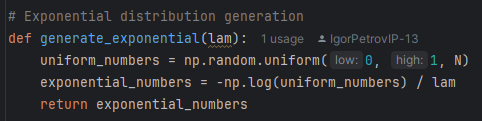 # Exponential distribution generation
def generate_exponential(lam): 1 usage IgorPetrovIP-13
uniform_numbers = np.random.uniform( low: 0, high: 1, N)
exponential_numbers = -np.log(uniform_numbers) / lam
return exponential_numbers